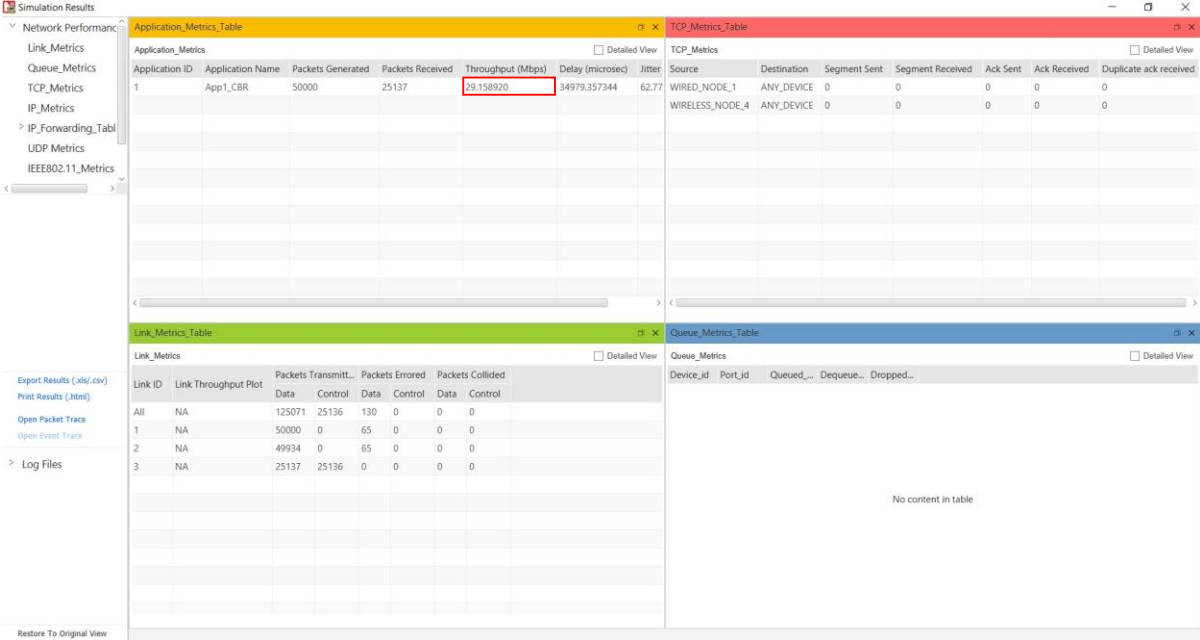 Simulation Results
Network Performanc
Link_Metrics
Queue_Metrics
TCP_Metrics
IP_Metrics
IP_Forwarding_Tabl
UDP Metrics
IEEE802.11_Metrics
Export Results (.xls/.csv)
Print Results (.html)
Open Packet Trace
Open Event Trace
Log Files
Restore To Original View
Application_Metrics_Table
Application_Metrics Detailed View
Application ID Application Name Packets Generated Packets Received Throughput (Mbps) Delay (microsec) Jitter
1 App1_CBR 50000 25137 29.158920 34979.357344 62.77
TCP_Metrics_Table
TCP_Metrics Detailed View
Source Destination Segment Sent Segment Received Ack Sent Ack Received Duplicate ack received
WIRED_NODE_1 ANY_DEVICE 0 0 0 0 0
WIRELESS_NODE_4 ANY_DEVICE 0 0 0 0 0
Link_Metrics_Table
Link_Metrics Detailed View
Link ID Link Throughput Plot Packets Transmitt... Packets Errored Packets Collided
Data Control Data Control Data Control
All NA 125071 25136 130 0 0 0
1 NA 50000 0 65 0 0 0
2 NA 49934 0 65 0 0 0
3 NA 25137 25136 0 0 0 0
Queue_Metrics_Table
Queue_Metrics Detailed View
Device_id Port_id Queued_... Dequeue... Dropped...
No content in table